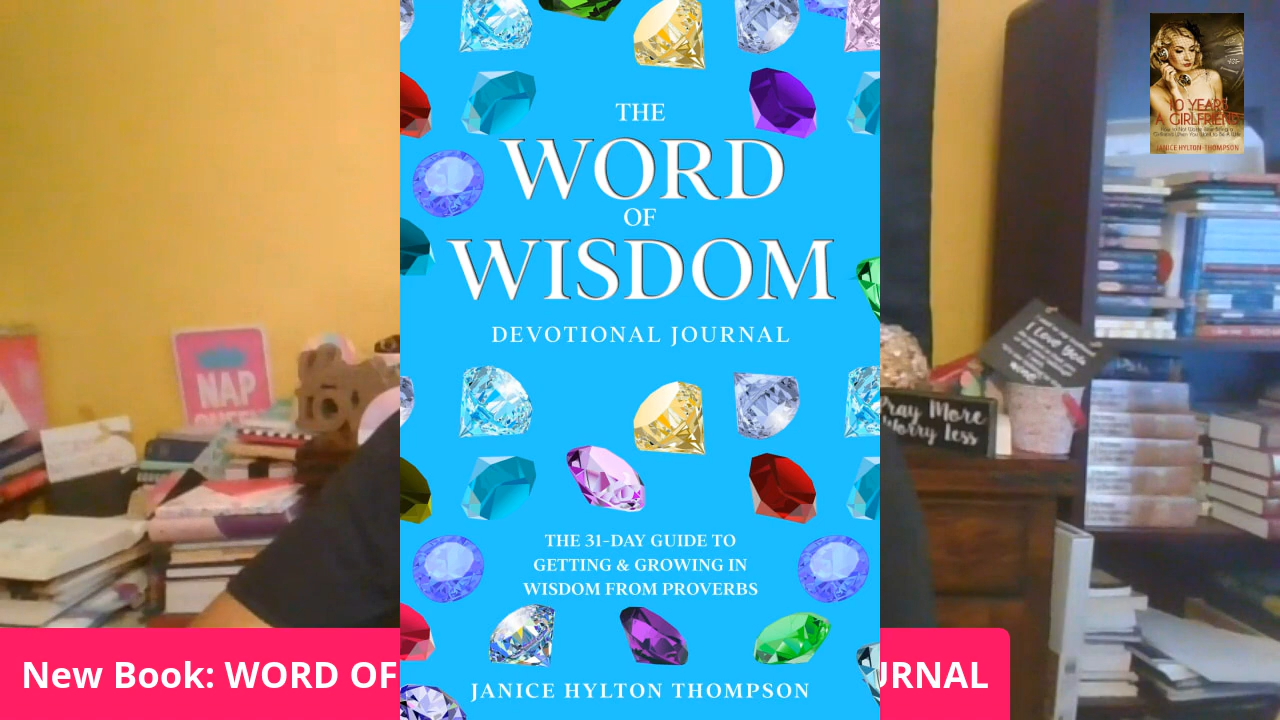 THE
WORD
OF
WISDOM
DEVOTIONAL JOURNAL
THE 31-DAY GUIDE TO
GETTING & GROWING IN
WISDOM FROM PROVERBS
JANICE HYLTON THOMPSON
New Book: WORD OF
URNAL
10 YEARS
A GIRLFRIEND
JANICE HYLTON-THOMPSON
NAP
QUEEN
I Love You
Pray More
Worry Less